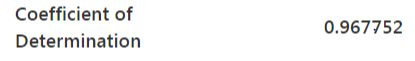 Coefficient of
Determination
0.967752